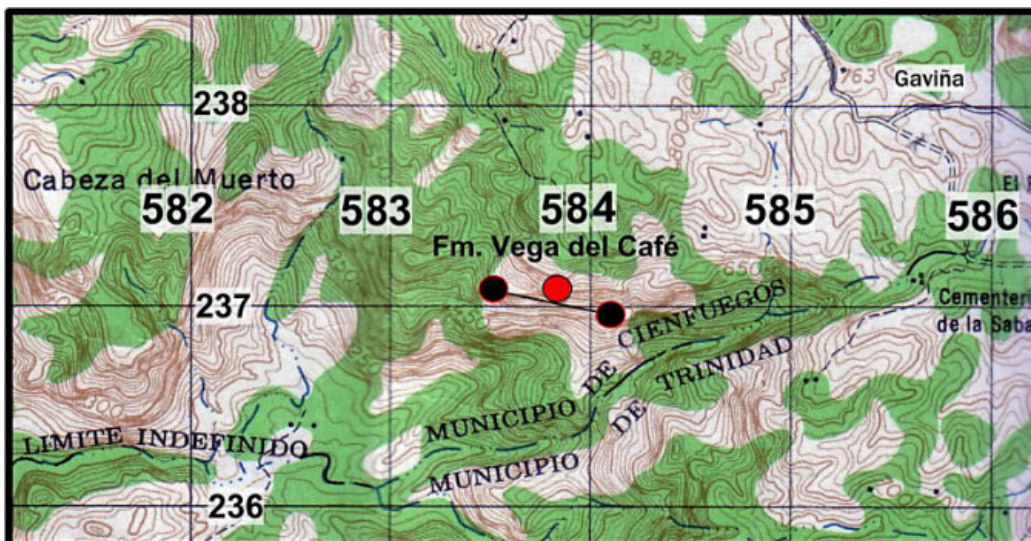 763
Gaviña
238
Cabeza del Muerto
582
583
584
585
586
Fm. Vega del Café
650
237
Cementer
de la Saba
MUNICIPIO DE CIENFUEGOS
MUNICIPIO DE TRINIDAD
LIMITE INDEFINIDO
236